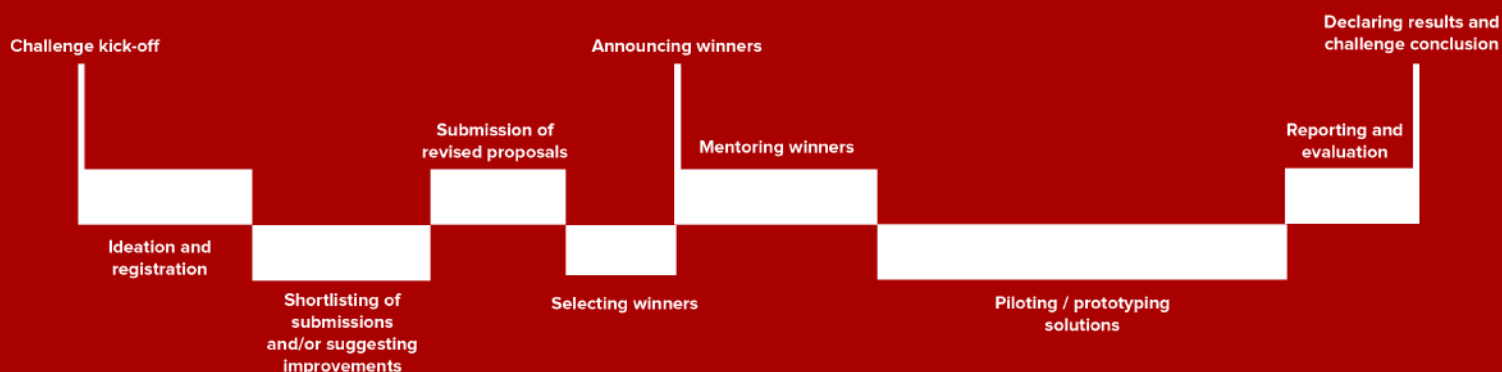 Challenge kick-off
Ideation and
registration
Shortlisting of
submissions
and/or suggesting
improvements
Submission of
revised proposals
Selecting winners
Announcing winners
Mentoring winners
Piloting / prototyping
solutions
Reporting and
evaluation
Declaring results and
challenge conclusion